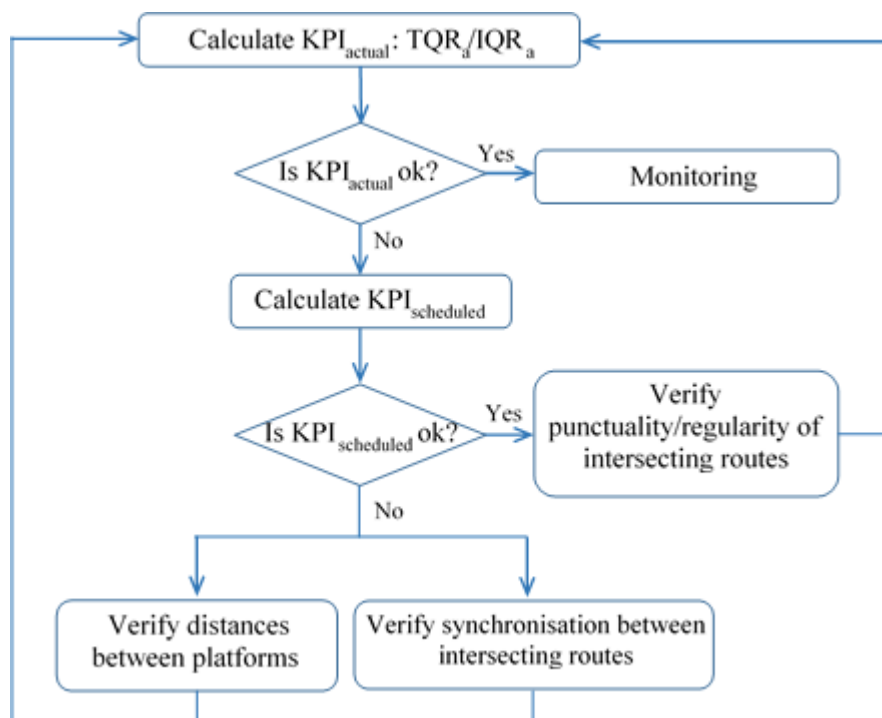 Calculate KPIactual: TQRa/IQRa
Is KPIactual ok?
Yes
Monitoring
No
Calculate KPIscheduled
Is KPIscheduled ok?
Yes
Verify
punctuality/regularity of
intersecting routes
No
Verify distances
between platforms
Verify synchronisation between
intersecting routes